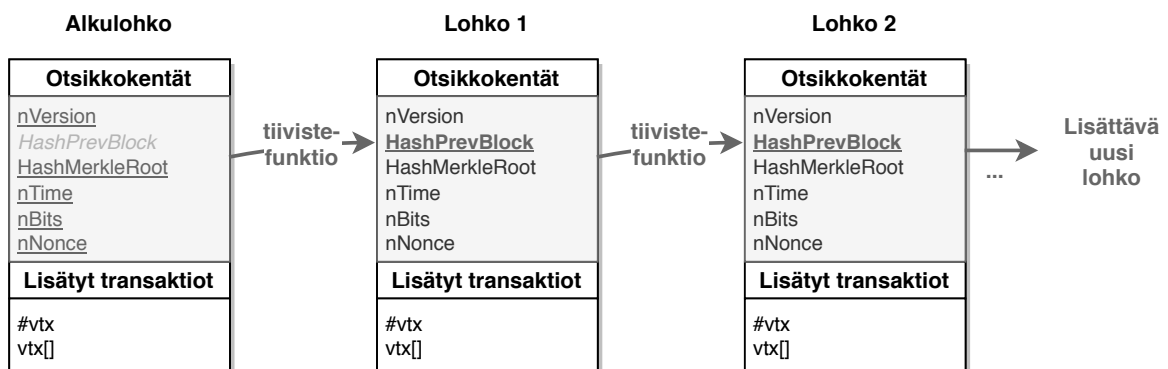 Alkulohko
Otsikkokentät
nVersion
HashPrevBlock
HashMerkleRoot
nTime
nBits
nNonce
Lisätyt transaktiot
#vtx
vtx[]
tiiviste-
funktio
Lohko 1
Otsikkokentät
nVersion
HashPrevBlock
HashMerkleRoot
nTime
nBits
nNonce
Lisätyt transaktiot
#vtx
vtx[]
tiiviste-
funktio
Lohko 2
Otsikkokentät
nVersion
HashPrevBlock
HashMerkleRoot
nTime
nBits
nNonce
Lisätyt transaktiot
#vtx
vtx[]
...
Lisättävä
uusi
lohko